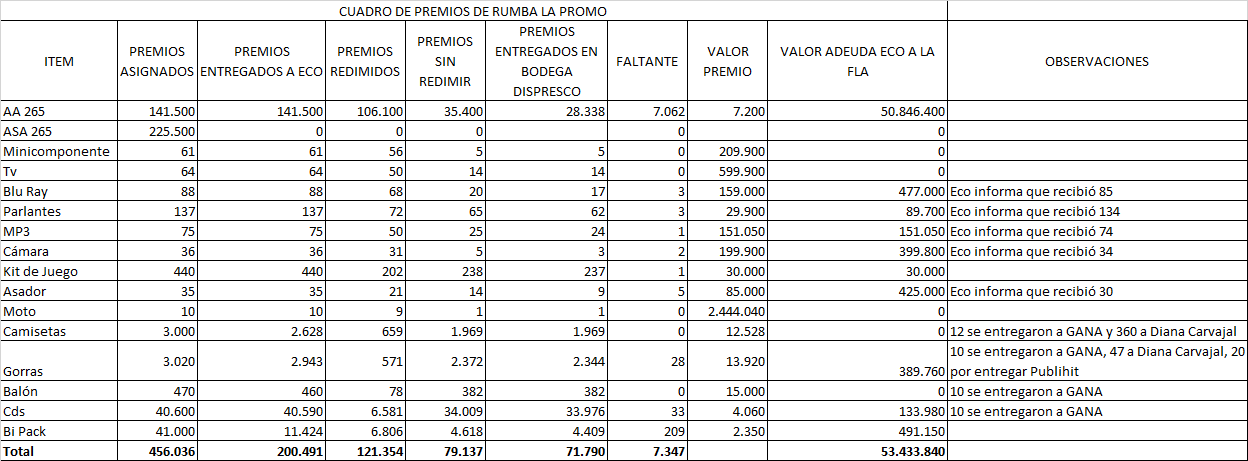 CUADRO DE PREMIOS DE RUMBA LA PROMO
ITEM PREMIOS ASIGNADOS PREMIOS ENTREGADOS A ECO PREMIOS REDIMIDOS PREMIOS SIN REDIMIR PREMIOS ENTREGADOS EN BODEGA DISPRESCO FALTANTE VALOR PREMIO VALOR ADEUDA ECO A LA FLA OBSERVACIONES
AA 265 141.500 141.500 106.100 35.400 28.338 7.062 7.200 50.846.400
ASA 265 225.500 0 0 0 0 0
Minicomponente 61 61 56 5 5 0 209.900 0
Tv 64 64 50 14 14 0 599.900 0
Blu Ray 88 88 68 20 17 3 159.000 477.000 Eco informa que recibió 85
Parlantes 137 137 72 65 62 3 29.900 89.700 Eco informa que recibió 134
MP3 75 75 50 25 24 1 151.050 151.050 Eco informa que recibió 74
Cámara 36 36 31 5 3 2 199.900 399.800 Eco informa que recibió 34
Kit de Juego 440 440 202 238 237 1 30.000 30.000
Asador 35 35 21 14 9 5 85.000 425.000 Eco informa que recibió 30
Moto 10 10 9 1 1 0 2.444.040 0
Camisetas 3.000 2.628 659 1.969 1.969 0 12.528 0 12 se entregaron a GANA y 360 a Diana Carvajal
Gorras 3.020 2.943 571 2.372 2.344 28 13.920 389.760 10 se entregaron a GANA, 47 a Diana Carvajal, 20 por entregar Publihit
Balón 470 460 78 382 382 0 15.000 0 10 se entregaron a GANA
Cds 40.600 40.590 6.581 34.009 33.976 33 4.060 133.980 10 se entregaron a GANA
Bi Pack 41.000 11.424 6.806 4.618 4.409 209 2.350 491.150
Total 456.036 200.491 121.354 79.137 71.790 7.347 53.433.840